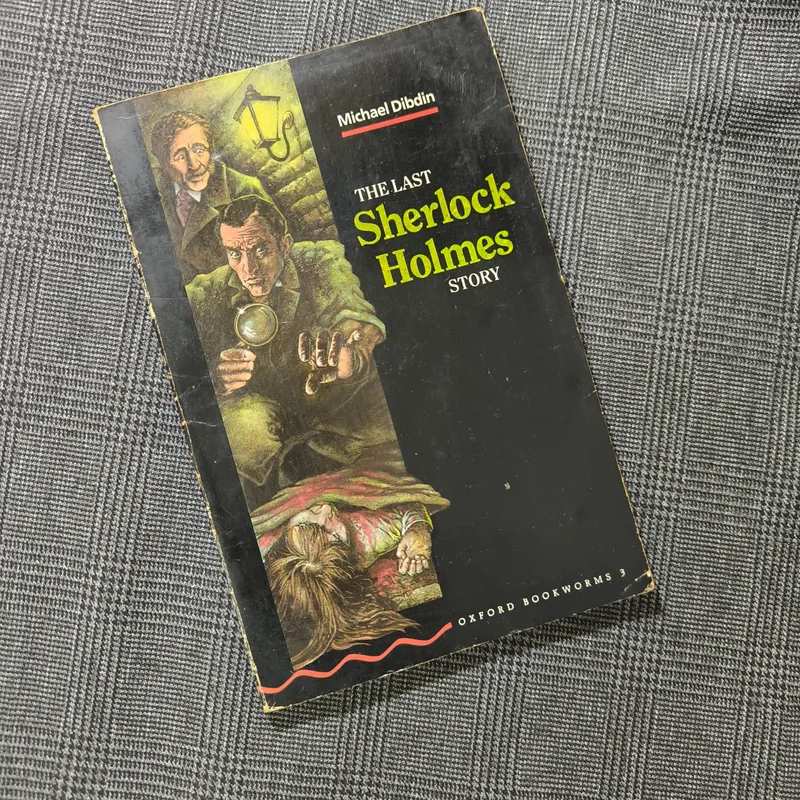 Michael Dibdin
THE LAST
Sherlock
Holmes
STORY
OXFORD BOOKWORMS 3